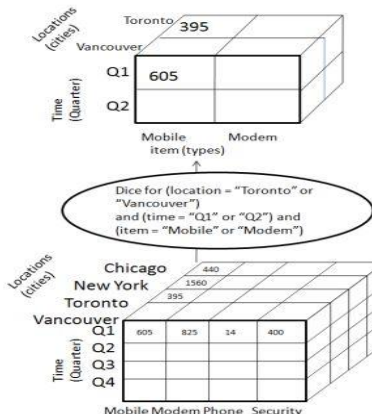 Locations
(cities)
Toronto
395
Vancouver
Q1
605
Q2
Time
(Quarter)
Mobile Modem
item (types)
Dice for (location = "Toronto" or
"Vancouver")
and (time = "Q1" or "Q2") and
(item = "Mobile" or "Modem")
Locations
(cities)
Chicago 440
New York 1560
Toronto 395
Vancouver
Q1 605 825 14 400
Q2
Q3
Q4
Time
(Quarter)
Mobile Modem Phone Security